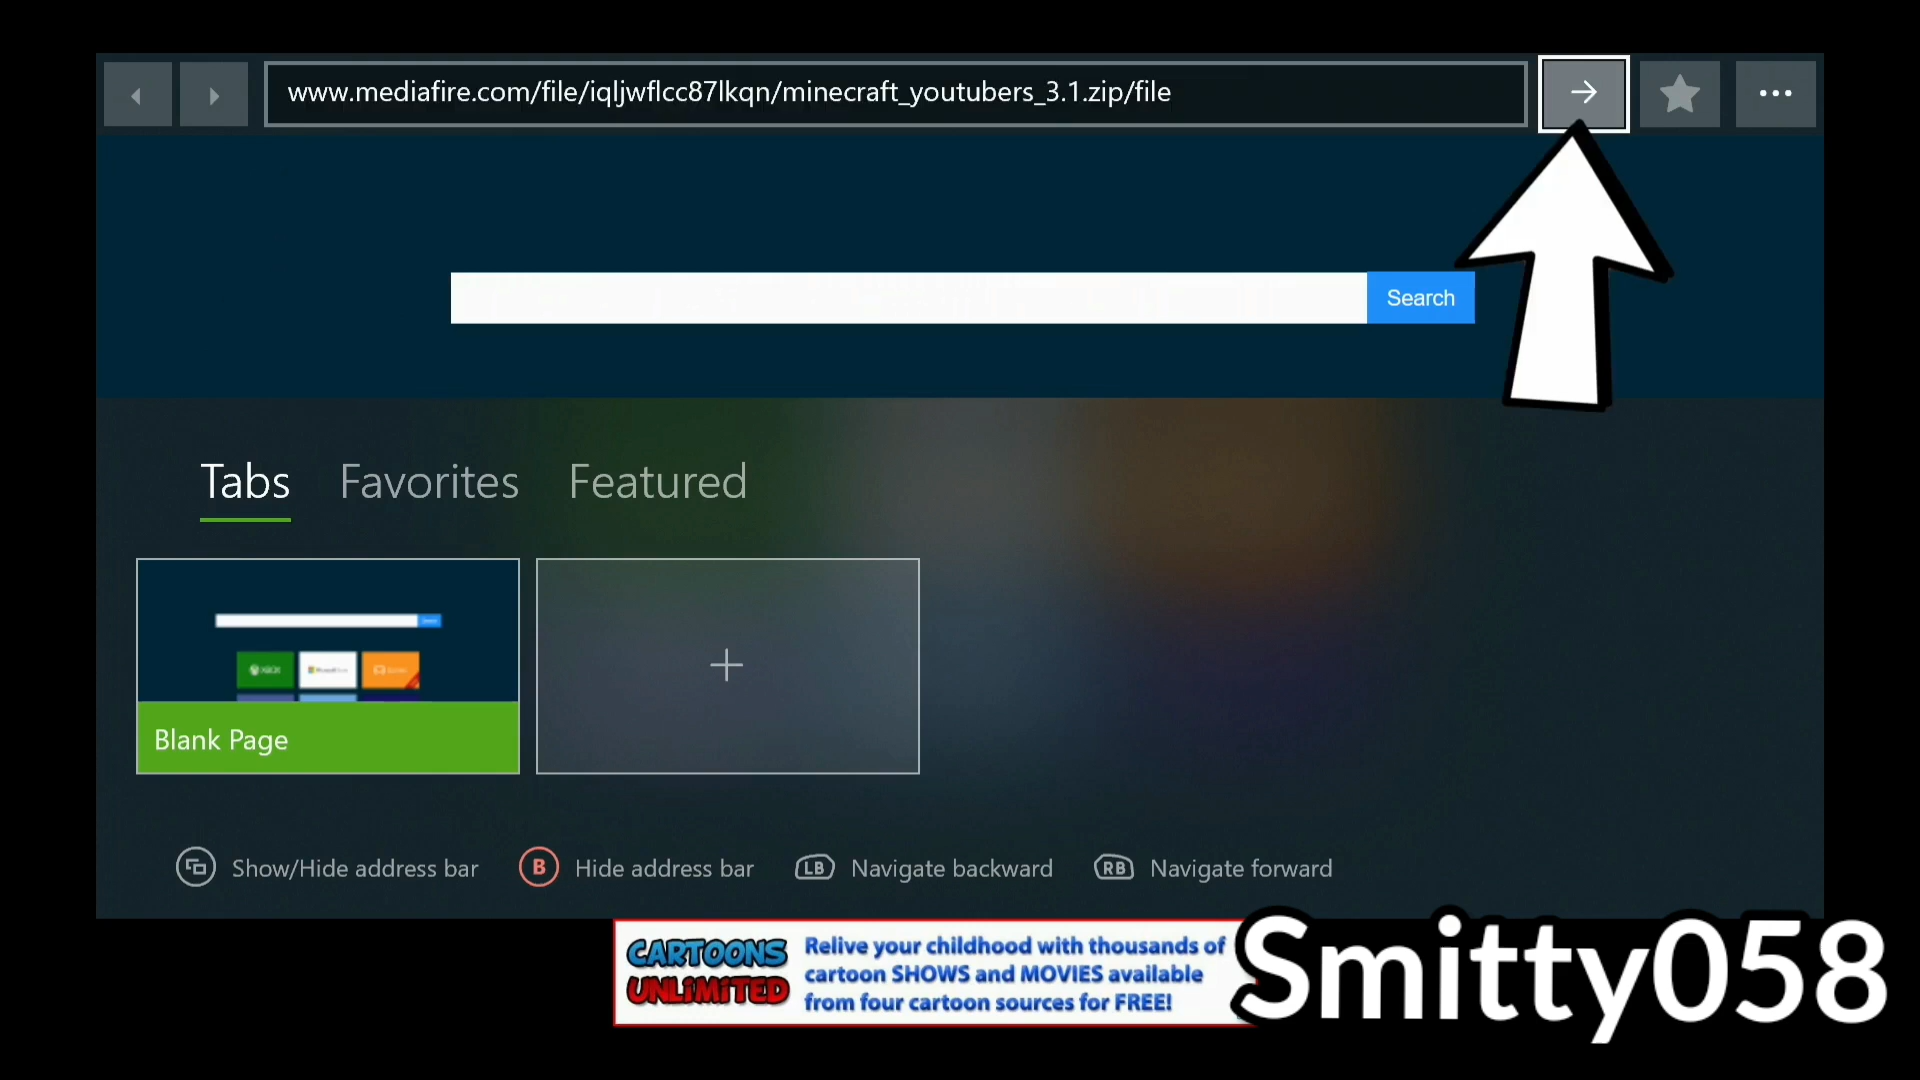 www.mediafire.com/file/iqljwflcc87lkqn/minecraft_youtubers_3.1.zip/file
Search
Tabs Favorites Featured
XBOX
Blank Page
Show/Hide address bar B Hide address bar LB Navigate backward RB Navigate forward
CARTOONS UNLIMITED
Relive your childhood with thousands of
cartoon SHOWS and MOVIES available
from four cartoon sources for FREE!
Smitty058